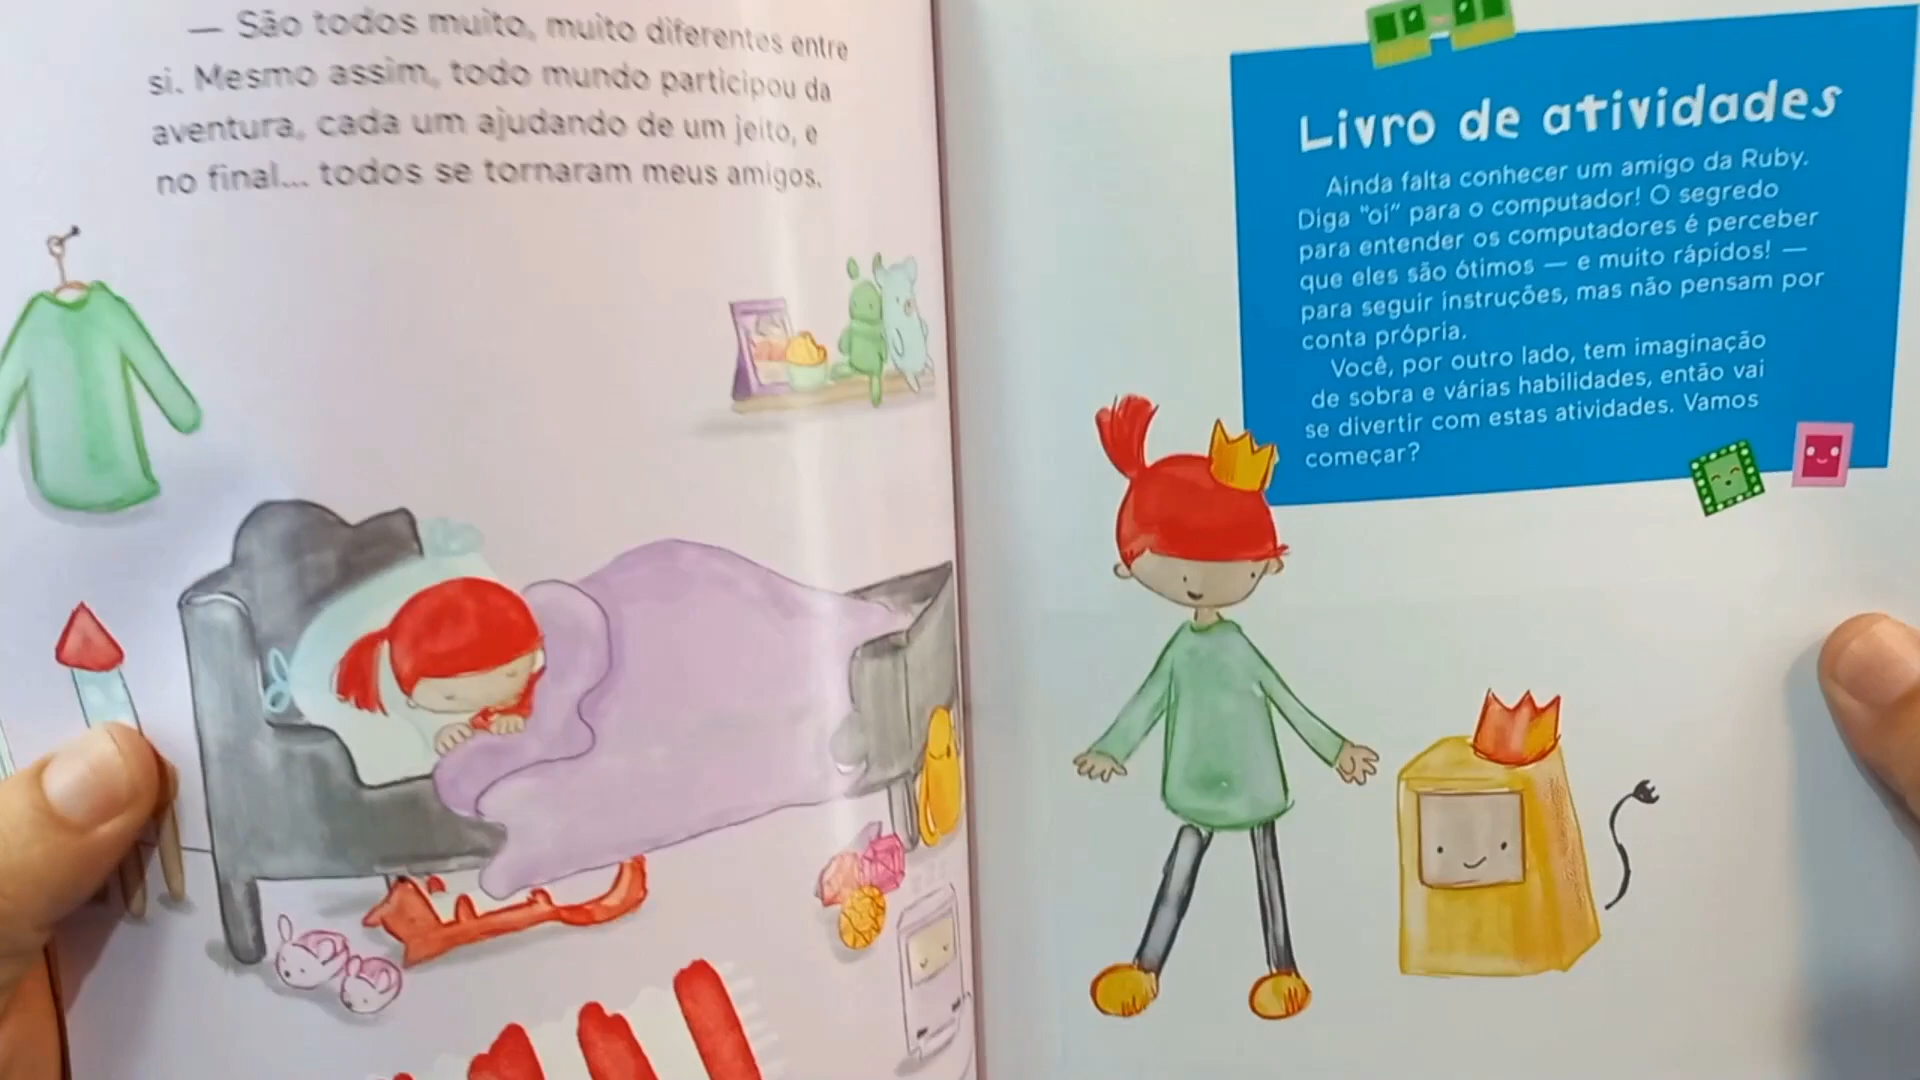 — São todos muito, muito diferentes entre
si. Mesmo assim, todo mundo participou da
aventura, cada um ajudando de um jeito, e
no final... todos se tornaram meus amigos.
Livro de atividades
Ainda falta conhecer um amigo da Ruby.
Diga "oi" para o computador! O segredo
para entender os computadores é perceber
que eles são ótimos — e muito rápidos! —
para seguir instruções, mas não pensam por
conta própria.
Você, por outro lado, tem imaginação
de sobra e várias habilidades, então vai
se divertir com estas atividades. Vamos
começar?